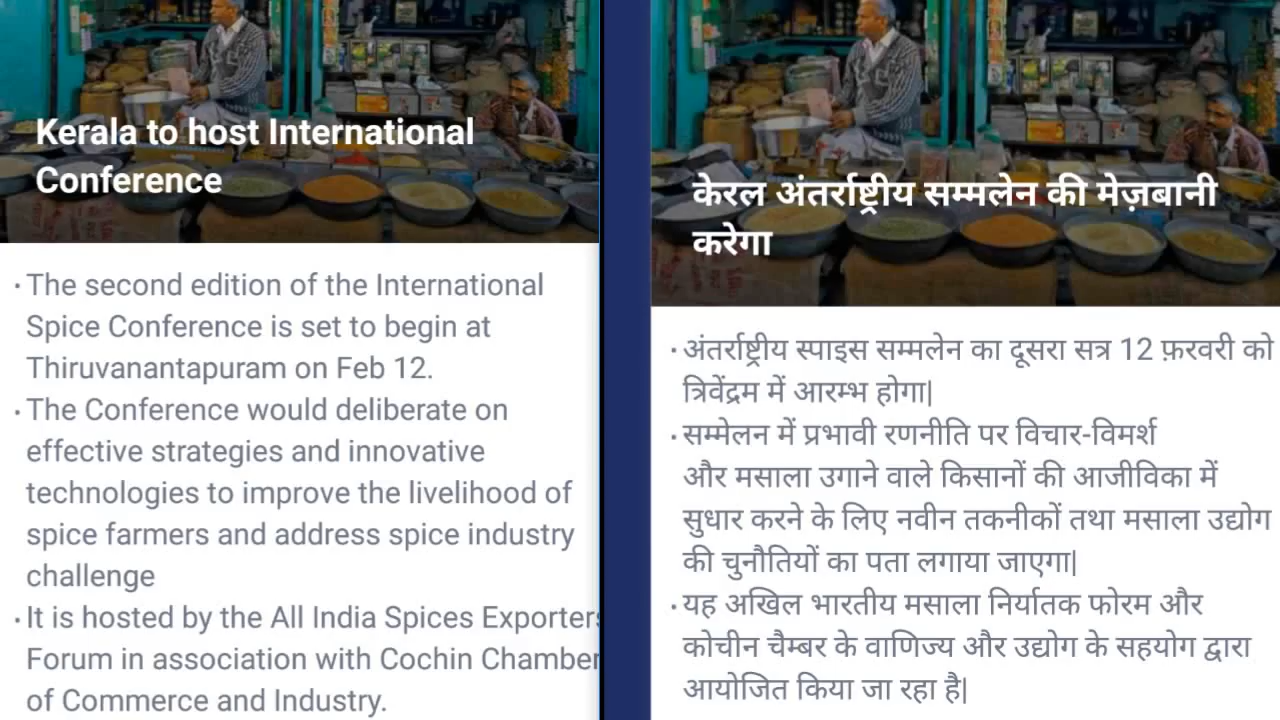 Kerala to host International
Conference
· The second edition of the International
Spice Conference is set to begin at
Thiruvanantapuram on Feb 12.
· The Conference would deliberate on
effective strategies and innovative
technologies to improve the livelihood of
spice farmers and address spice industry
challenge
· It is hosted by the All India Spices Exporters
Forum in association with Cochin Chamber
of Commerce and Industry.
केरल अंतर्राष्ट्रीय सम्मलेन की मेज़बानी
करेगा
· अंतर्राष्ट्रीय स्पाइस सम्मलेन का दूसरा सत्र 12 फ़रवरी को
त्रिवेंद्रम में आरम्भ होगा|
· सम्मेलन में प्रभावी रणनीति पर विचार-विमर्श
और मसाला उगाने वाले किसानों की आजीविका में
सुधार करने के लिए नवीन तकनीकों तथा मसाला उद्योग
की चुनौतियों का पता लगाया जाएगा|
· यह अखिल भारतीय मसाला निर्यातक फोरम और
कोचीन चैम्बर के वाणिज्य और उद्योग के सहयोग द्वारा
आयोजित किया जा रहा है|